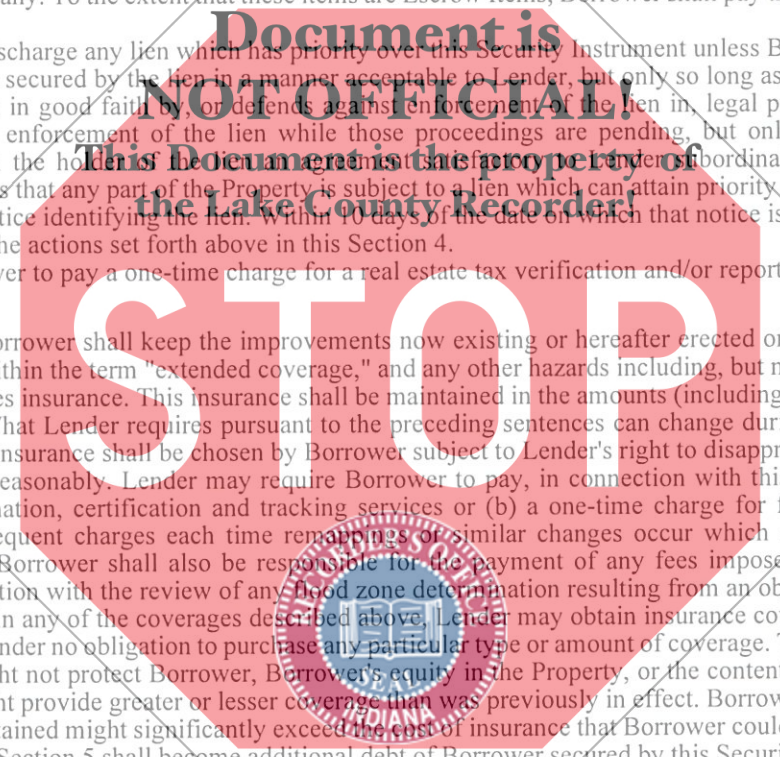 any. To the extent that these items are Escrow Items, Borrower shall pay
Document is
scharge any lien which has priority over this Security Instrument unless B
secured by the lien in a manner acceptable to Lender, but only so long as
NOT OFFICIAL!
in good faith by, or defends against enforcement of the lien in, legal p
enforcement of the lien while those proceedings are pending, but onl
This Document is the property of
the holder of the lien an agreement satisfactory to Lender subordina
s that any part of the Property is subject to a lien which can attain priority
the Lake County Recorder!
tice identifying the lien. Within 10 days of the date on which that notice is
he actions set forth above in this Section 4.
er to pay a one-time charge for a real estate tax verification and/or report
STOP
orrower shall keep the improvements now existing or hereafter erected or
thin the term "extended coverage," and any other hazards including, but n
es insurance. This insurance shall be maintained in the amounts (including
hat Lender requires pursuant to the preceding sentences can change duri
insurance shall be chosen by Borrower subject to Lender's right to disappr
easonably. Lender may require Borrower to pay, in connection with thi
nation, certification and tracking services or (b) a one-time charge for f
equent charges each time remappings or similar changes occur which
Borrower shall also be responsible for the payment of any fees impose
tion with the review of any flood zone determination resulting from an ob
n any of the coverages described above, Lender may obtain insurance co
nder no obligation to purchase any particular type or amount of coverage.
ht not protect Borrower, Borrower's equity in the Property, or the conten
nt provide greater or lesser coverage than was previously in effect. Borrow
tained might significantly exceed the cost of insurance that Borrower coul
Section 5 shall become additional debt of Borrower secured by this Securi
RECORDER'S OFFICE
SEAL
INDIANA